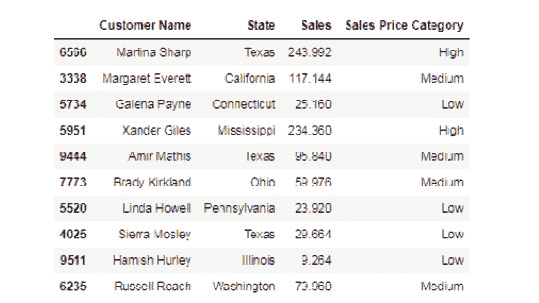 Customer Name State Sales Sales Price Category
6566 Martina Sharp Texas 243.992 High
3338 Margaret Everett California 117.144 Medium
5734 Galena Payne Connecticut 25.160 Low
5951 Xander Giles Mississippi 234.360 High
9444 Amir Mathis Texas 95.840 Medium
7773 Brady Kirkland Ohio 59.976 Medium
5520 Linda Howell Pennsylvania 23.920 Low
4025 Sierra Mosley Texas 29.664 Low
9511 Hamish Hurley Illinois 9.264 Low
6235 Russell Roach Washington Medium